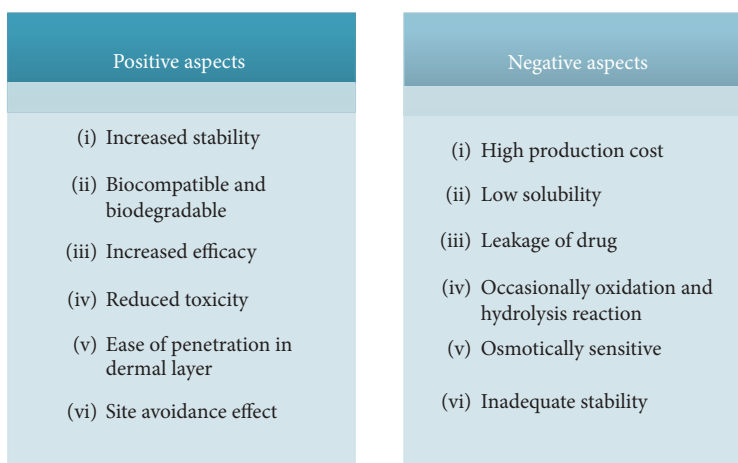 Positive aspects
(i) Increased stability
(ii) Biocompatible and
biodegradable
(iii) Increased efficacy
(iv) Reduced toxicity
(v) Ease of penetration in
dermal layer
(vi) Site avoidance effect
Negative aspects
(i) High production cost
(ii) Low solubility
(iii) Leakage of drug
(iv) Occasionally oxidation and
hydrolysis reaction
(v) Osmotically sensitive
(vi) Inadequate stability